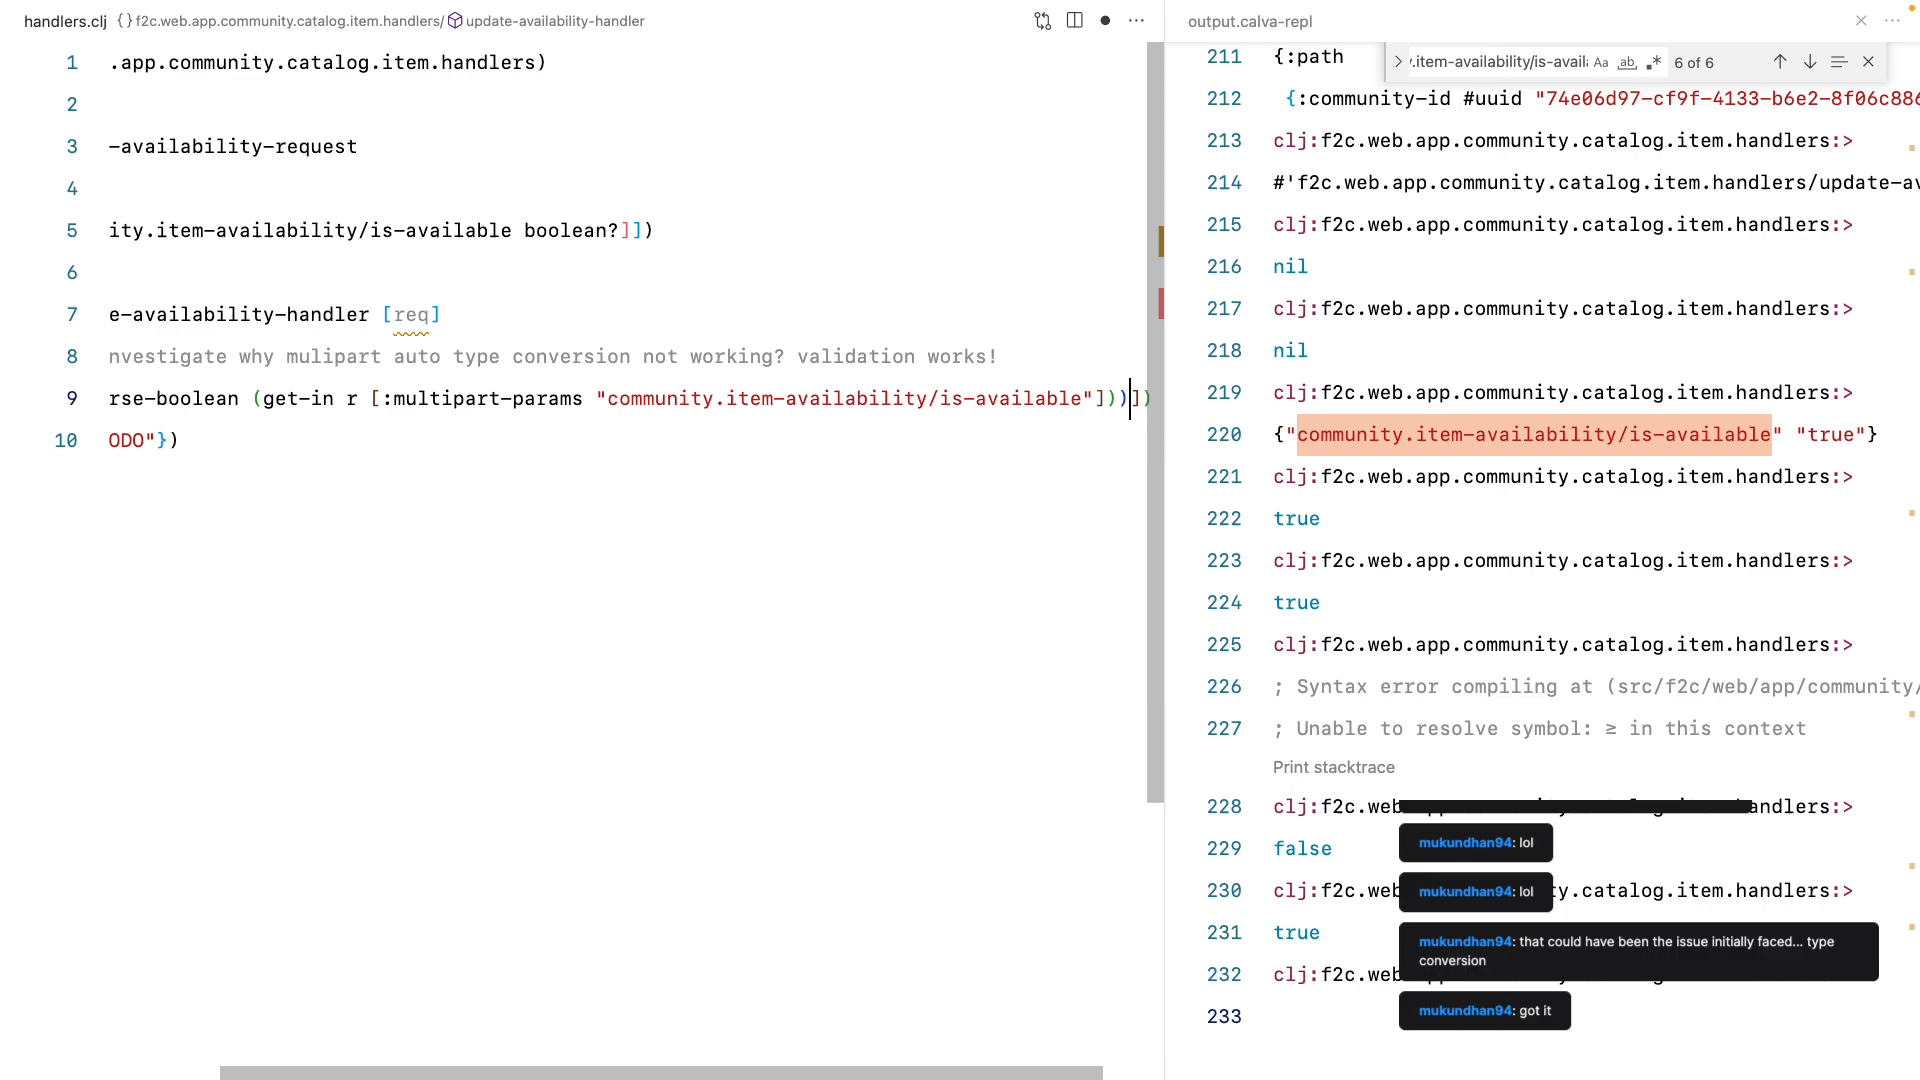 handlers.clj {} f2c.web.app.community.catalog.item.handlers/ update-availability-handler
1 .app.community.catalog.item.handlers)
2
3 -availability-request
4
5 ity.item-availability/is-available boolean?]])
6
7 e-availability-handler [req]
8 nvestigate why mulipart auto type conversion not working? validation works!
9 rse-boolean (get-in r [:multipart-params "community.item-availability/is-available"]))])
10 ODO"})
output.calva-repl
.item-availability/is-avail Aa ab .* 6 of 6
211 {:path
212 {:community-id #uuid "74e06d97-cf9f-4133-b6e2-8f06c886
213 clj:f2c.web.app.community.catalog.item.handlers:>
214 #'f2c.web.app.community.catalog.item.handlers/update-av
215 clj:f2c.web.app.community.catalog.item.handlers:>
216 nil
217 clj:f2c.web.app.community.catalog.item.handlers:>
218 nil
219 clj:f2c.web.app.community.catalog.item.handlers:>
220 {"community.item-availability/is-available" "true"}
221 clj:f2c.web.app.community.catalog.item.handlers:>
222 true
223 clj:f2c.web.app.community.catalog.item.handlers:>
224 true
225 clj:f2c.web.app.community.catalog.item.handlers:>
226 ; Syntax error compiling at (src/f2c/web/app/community/
227 ; Unable to resolve symbol: ≥ in this context
Print stacktrace
228 clj:f2c.web andlers:>
mukundhan94: lol
229 false
mukundhan94: lol
230 clj:f2c.web y.catalog.item.handlers:>
231 true
mukundhan94: that could have been the issue initially faced... type
conversion
232 clj:f2c.web
mukundhan94: got it
233